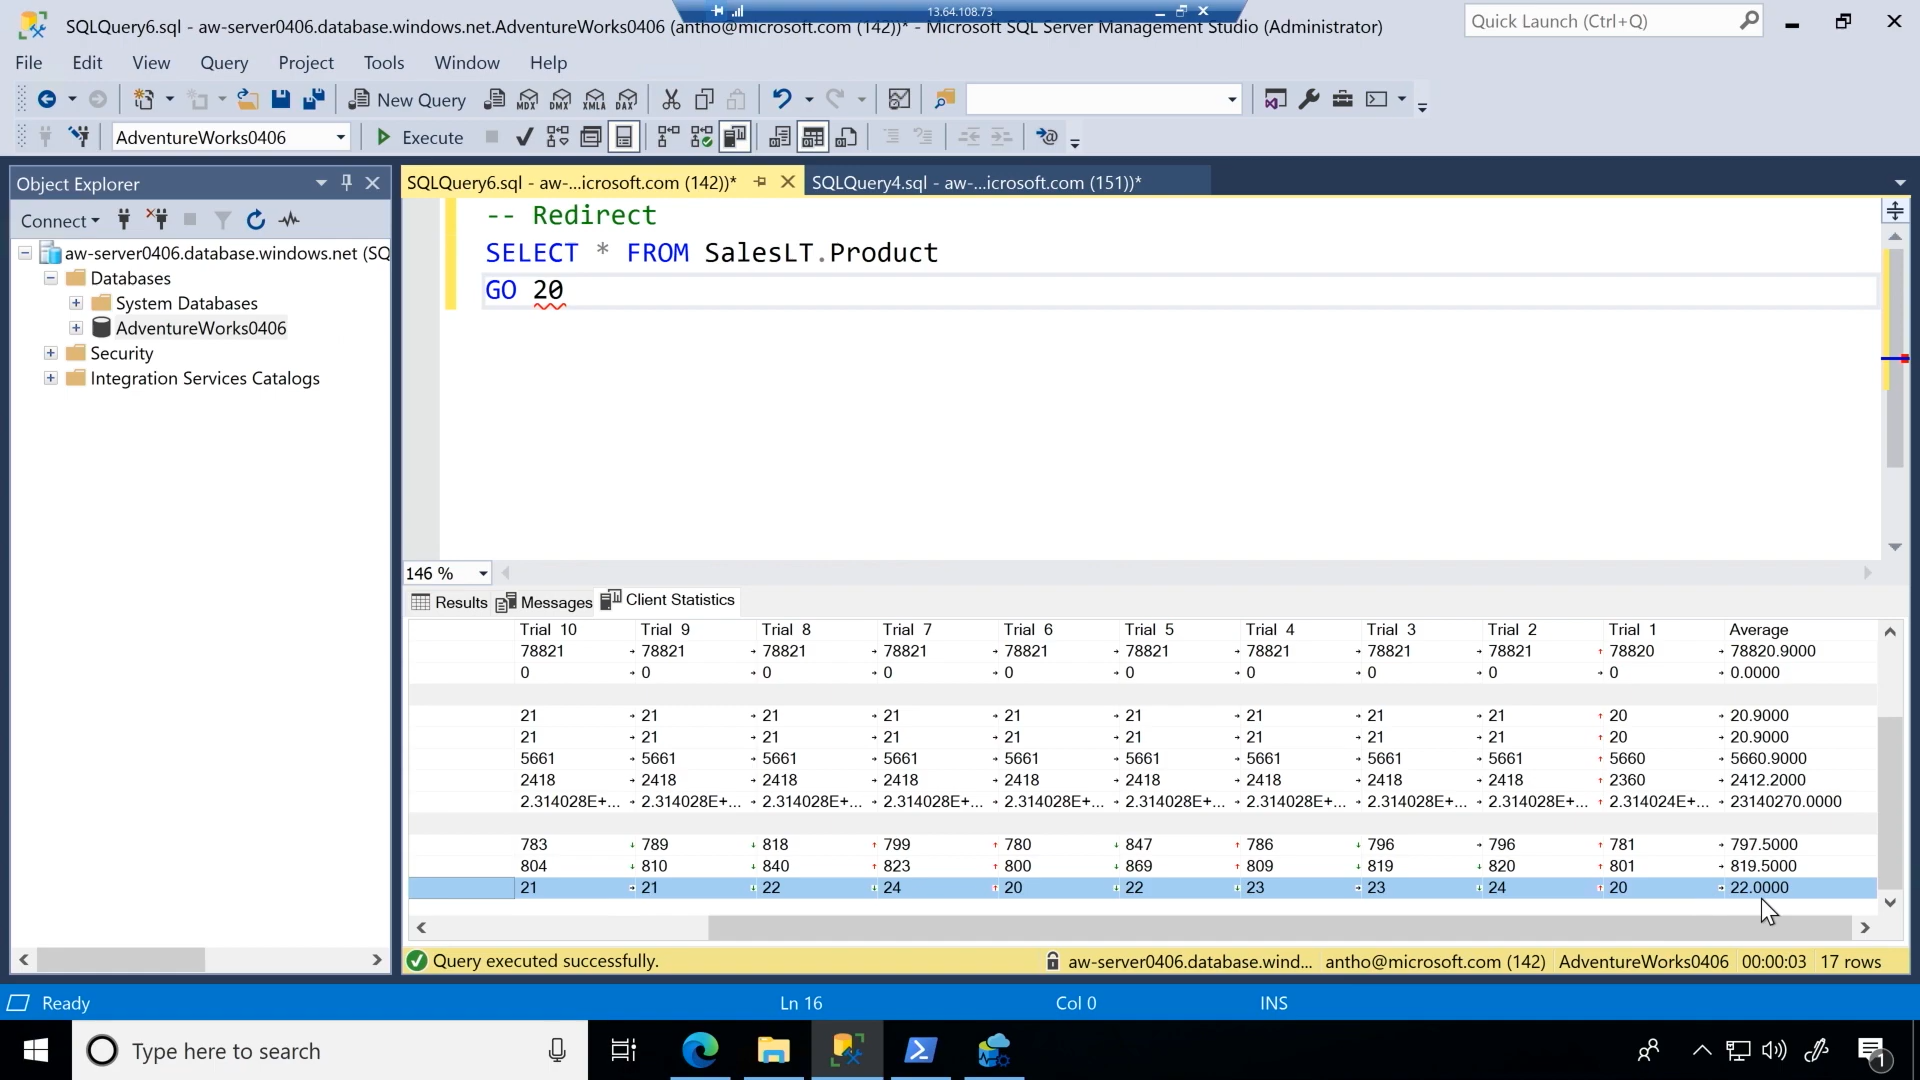 13.64.108.73
SQLQuery6.sql - aw-server0406.database.windows.net.AdventureWorks0406 (antho@microsoft.com (142))* - Microsoft SQL Server Management Studio (Administrator)
Quick Launch (Ctrl+Q)
File Edit View Query Project Tools Window Help
New Query MDX DMX XMLA DAX
AdventureWorks0406 Execute
Object Explorer
Connect
aw-server0406.database.windows.net (SQ
Databases
System Databases
AdventureWorks0406
Security
Integration Services Catalogs
SQLQuery6.sql - aw-...icrosoft.com (142))* SQLQuery4.sql - aw-...icrosoft.com (151))*
-- Redirect
SELECT * FROM SalesLT.Product
GO 20
146 %
Results Messages Client Statistics
Trial 10 Trial 9 Trial 8 Trial 7 Trial 6 Trial 5 Trial 4 Trial 3 Trial 2 Trial 1 Average
78821 78821 78821 78821 78821 78821 78821 78821 78821 78820 78820.9000
0 0 0 0 0 0 0 0 0 0 0.0000
21 21 21 21 21 21 21 21 21 20 20.9000
21 21 21 21 21 21 21 21 21 20 20.9000
5661 5661 5661 5661 5661 5661 5661 5661 5661 5660 5660.9000
2418 2418 2418 2418 2418 2418 2418 2418 2418 2360 2412.2000
2.314028E+... 2.314028E+... 2.314028E+... 2.314028E+... 2.314028E+... 2.314028E+... 2.314028E+... 2.314028E+... 2.314028E+... 2.314024E+... 23140270.0000
783 789 818 799 780 847 786 796 796 781 797.5000
804 810 840 823 800 869 809 819 820 801 819.5000
21 21 22 24 20 22 23 23 24 20 22.0000
Query executed successfully. aw-server0406.database.wind... antho@microsoft.com (142) AdventureWorks0406 00:00:03 17 rows
Ready Ln 16 Col 0 INS
Type here to search
1